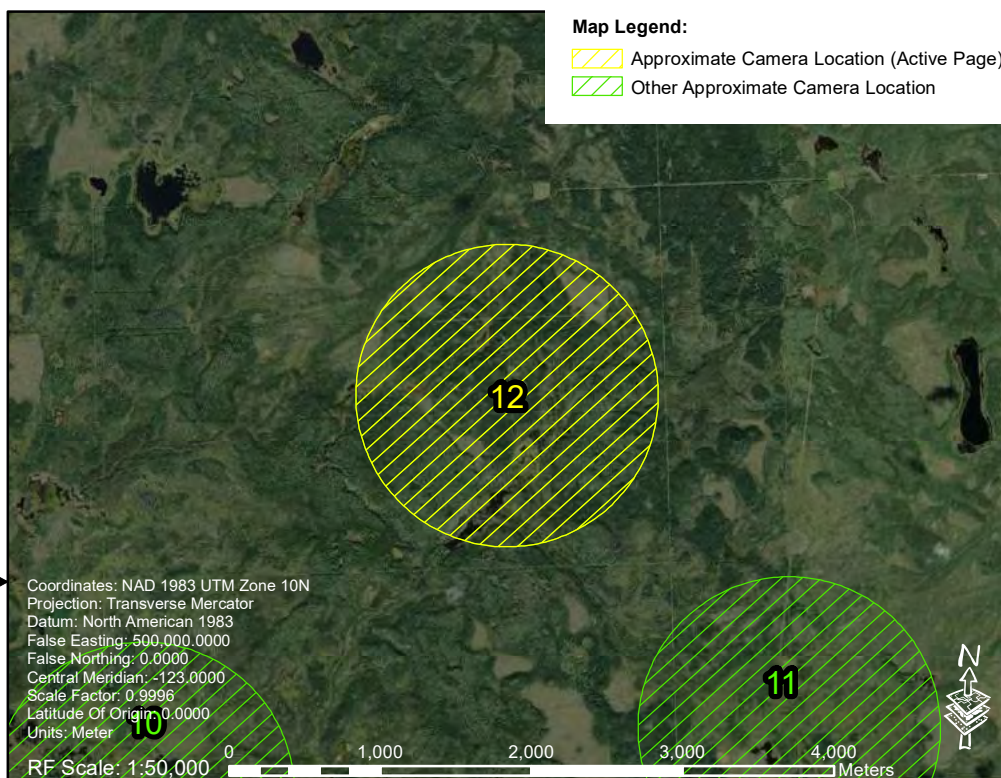 Map Legend:
Approximate Camera Location (Active Page)
Other Approximate Camera Location
12
Coordinates: NAD 1983 UTM Zone 10N
Projection: Transverse Mercator
Datum: North American 1983
False Easting: 500,000.0000
False Northing: 0.0000
Central Meridian: -123.0000
Scale Factor: 0.9996
Latitude Of Origin: 0.0000
Units: Meter
10
11
N
RF Scale: 1:50,000
0 1,000 2,000 3,000 4,000
Meters